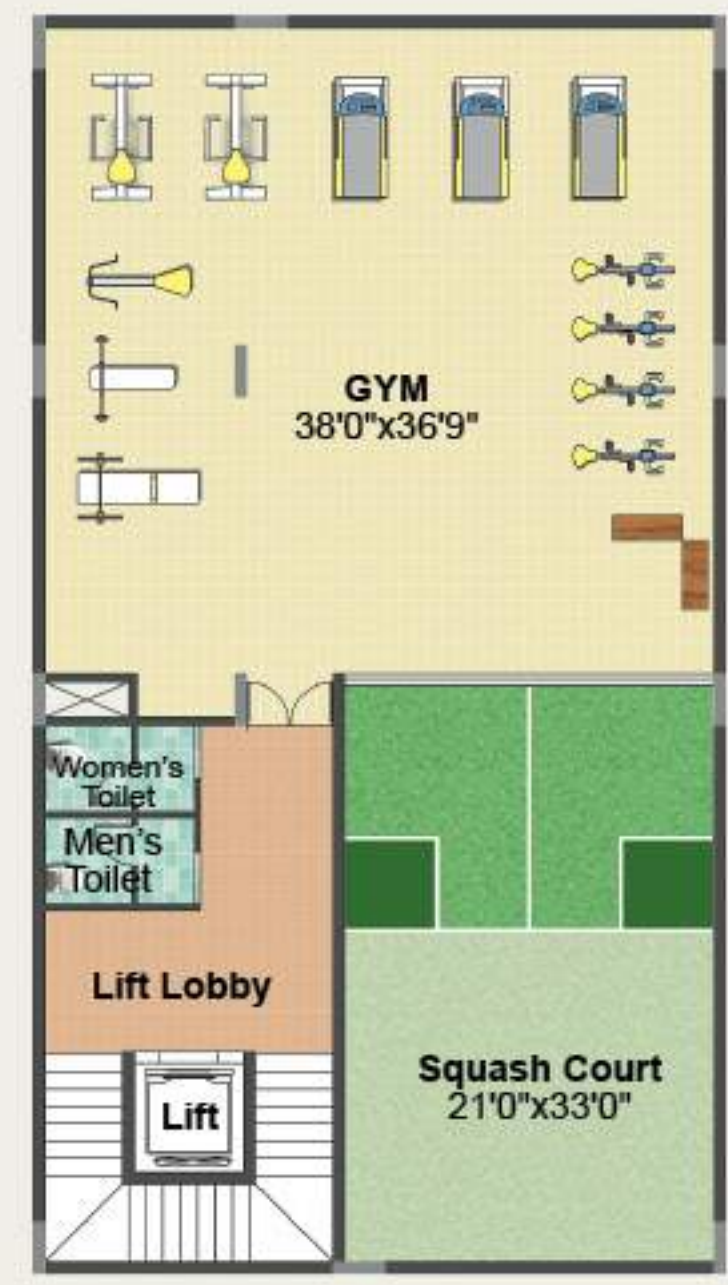 GYM
38'0"x36'9"
Women's
Toilet
Men's
Toilet
Lift Lobby
Lift
Squash Court
21'0"x33'0"